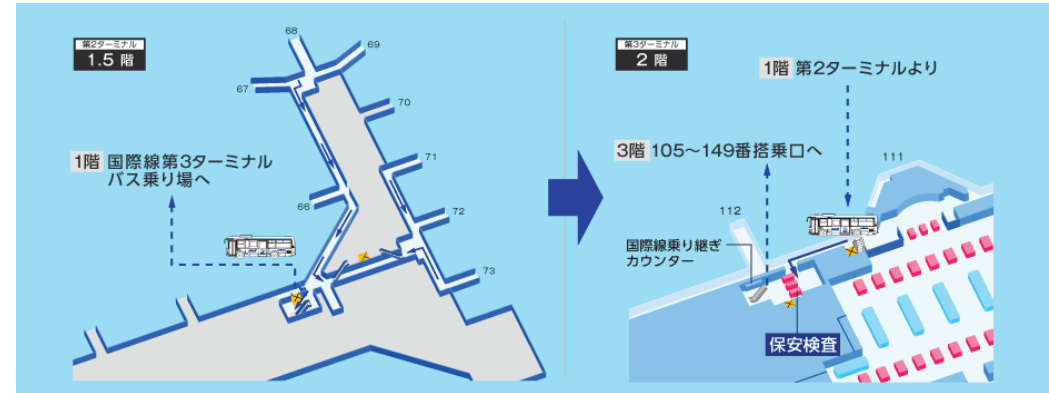 第2ターミナル
1.5 階
68
69
67
70
1階 国際線第3ターミナル
バス乗り場へ
71
66
72
73
第3ターミナル
2 階
1階 第2ターミナルより
3階 105～149番搭乗口へ
111
112
国際線乗り継ぎ
カウンター
保安検査